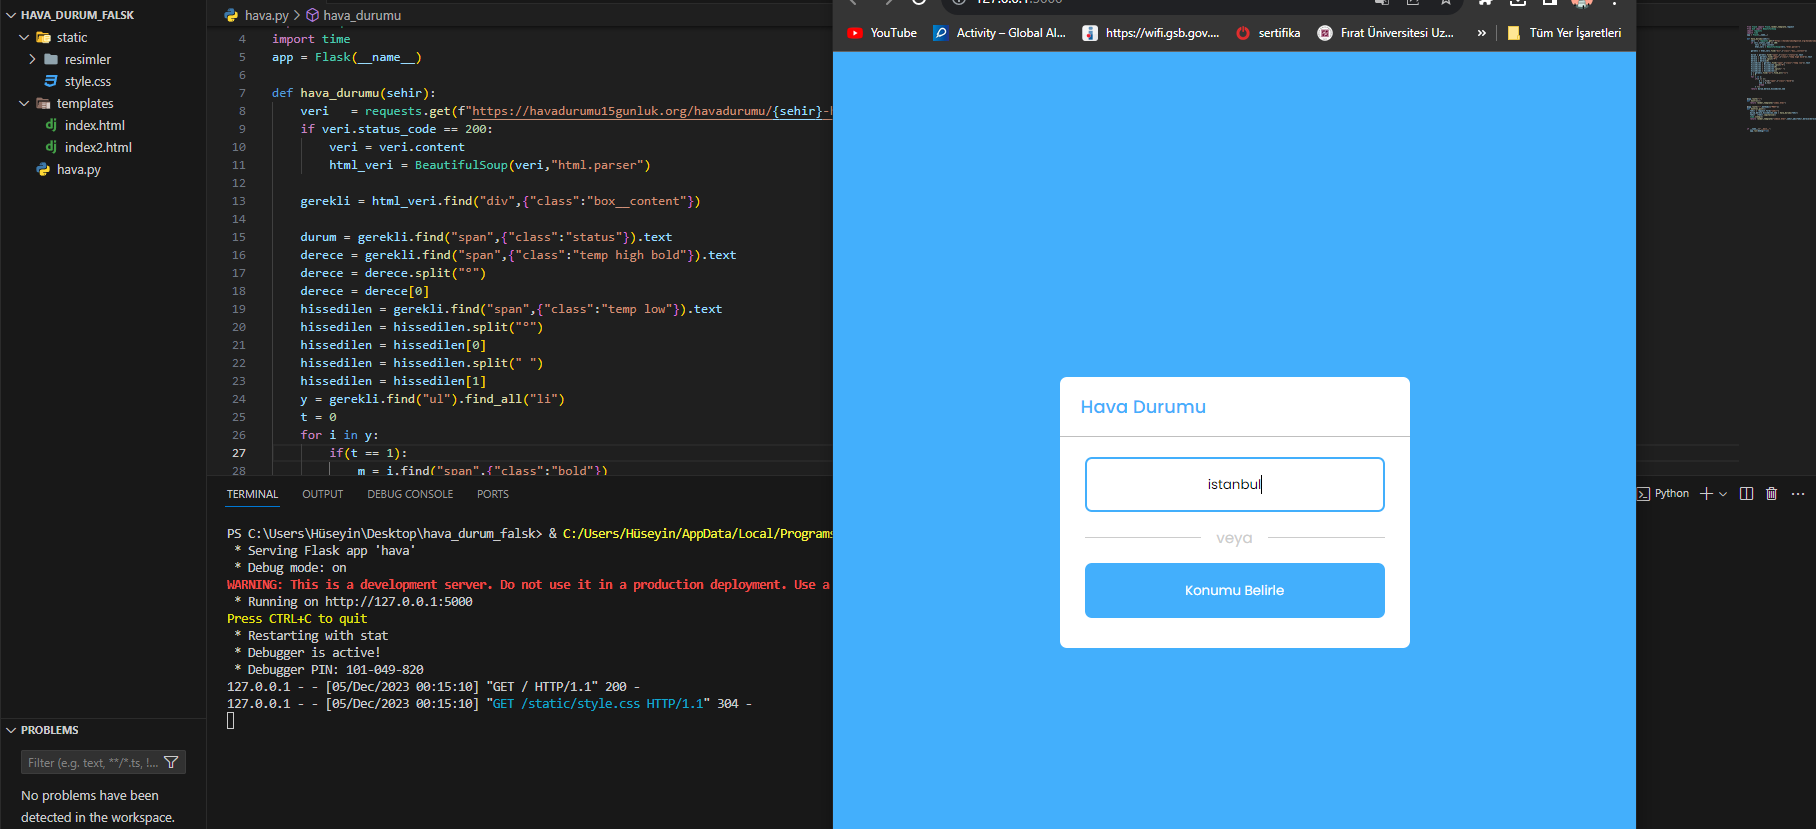 HAVA_DURUM_FALSK
static
resimler
style.css
templates
index.html
index2.html
hava.py
hava.py > hava_durumu
4 import time
5 app = Flask(__name__)
6
7 def hava_durumu(sehir):
8 veri   = requests.get(f"https://havadurumu15gunluk.org/havadurumu/{sehir}-
9 if veri.status_code == 200:
10 veri = veri.content
11 html_veri = BeautifulSoup(veri,"html.parser")
12
13 gerekli = html_veri.find("div",{"class":"box__content"})
14
15 durum = gerekli.find("span",{"class":"status"}).text
16 derece = gerekli.find("span",{"class":"temp high bold"}).text
17 derece = derece.split("°")
18 derece = derece[0]
19 hissedilen = gerekli.find("span",{"class":"temp low"}).text
20 hissedilen = hissedilen.split("°")
21 hissedilen = hissedilen[0]
22 hissedilen = hissedilen.split(" ")
23 hissedilen = hissedilen[1]
24 y = gerekli.find("ul").find_all("li")
25 t = 0
26 for i in y:
27 if(t == 1):
28 m = i.find("span",{"class":"bold"})
TERMINAL OUTPUT DEBUG CONSOLE PORTS
Python
PS C:\Users\Hüseyin\Desktop\hava_durum_falsk> & C:/Users/Hüseyin/AppData/Local/Programs
* Serving Flask app 'hava'
* Debug mode: on
WARNING: This is a development server. Do not use it in a production deployment. Use a
* Running on http://127.0.0.1:5000
Press CTRL+C to quit
* Restarting with stat
* Debugger is active!
* Debugger PIN: 101-049-820
127.0.0.1 - - [05/Dec/2023 00:15:10] "GET / HTTP/1.1" 200 -
127.0.0.1 - - [05/Dec/2023 00:15:10] "GET /static/style.css HTTP/1.1" 304 -
PROBLEMS
Filter (e.g. text, **/*.ts, !...
No problems have been
detected in the workspace.
127.0.0.1:5000
YouTube Activity – Global Al... https://wifi.gsb.gov.... sertifika Fırat Üniversitesi Uz... » Tüm Yer İşaretleri
Hava Durumu
istanbul
veya
Konumu Belirle